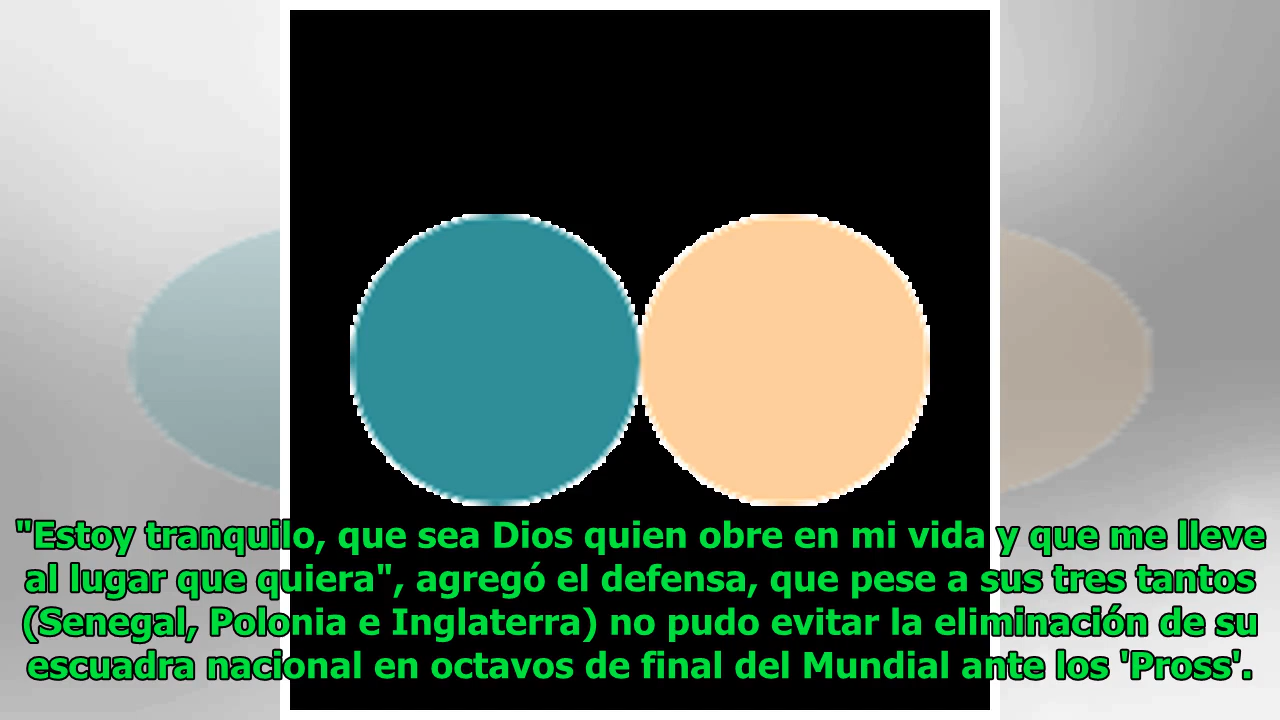 "Estoy tranquilo, que sea Dios quien obre en mi vida y que me lleve
al lugar que quiera", agregó el defensa, que pese a sus tres tantos
(Senegal, Polonia e Inglaterra) no pudo evitar la eliminación de su
escuadra nacional en octavos de final del Mundial ante los 'Pross'.